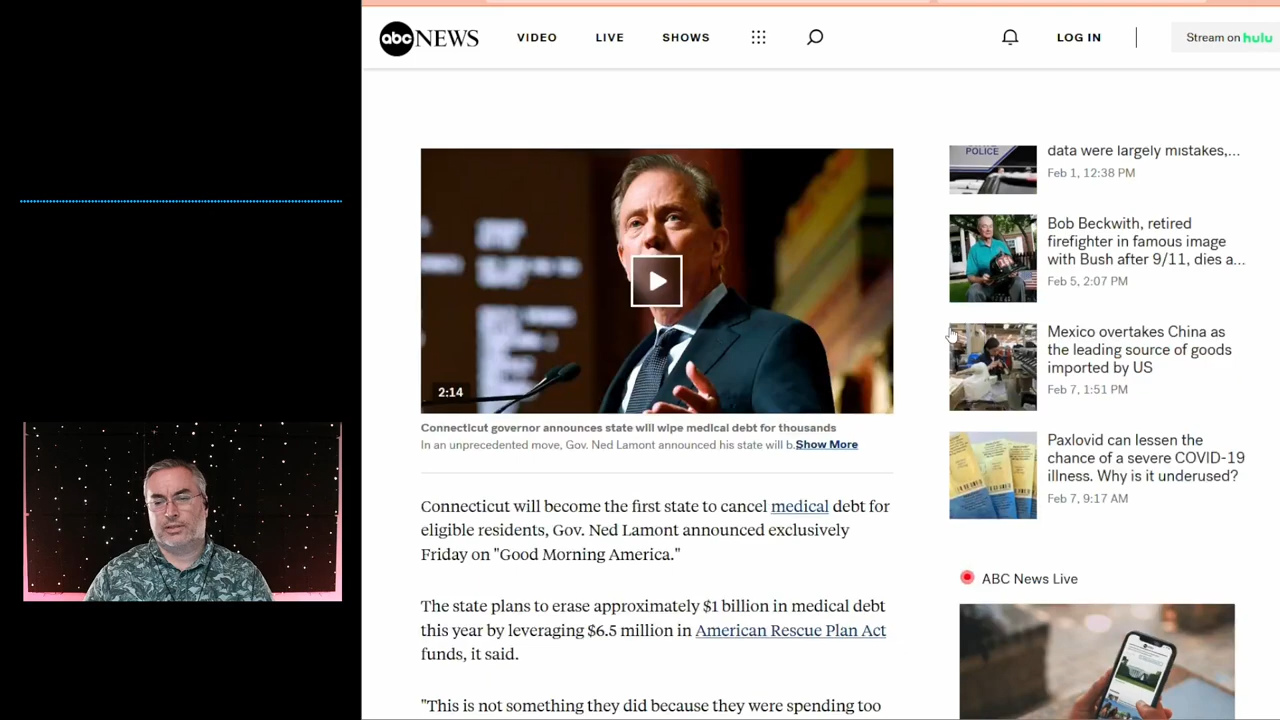 abc NEWS
VIDEO
LIVE
SHOWS
LOG IN
Stream on hulu
2:14
Connecticut governor announces state will wipe medical debt for thousands
In an unprecedented move, Gov. Ned Lamont announced his state will b.Show More
Connecticut will become the first state to cancel medical debt for
eligible residents, Gov. Ned Lamont announced exclusively
Friday on "Good Morning America."
The state plans to erase approximately $1 billion in medical debt
this year by leveraging $6.5 million in American Rescue Plan Act
funds, it said.
"This is not something they did because they were spending too
POLICE
data were largely mistakes,...
Feb 1, 12:38 PM
Bob Beckwith, retired
firefighter in famous image
with Bush after 9/11, dies a...
Feb 5, 2:07 PM
Mexico overtakes China as
the leading source of goods
imported by US
Feb 7, 1:51 PM
Paxlovid can lessen the
chance of a severe COVID-19
illness. Why is it underused?
Feb 7, 9:17 AM
ABC News Live